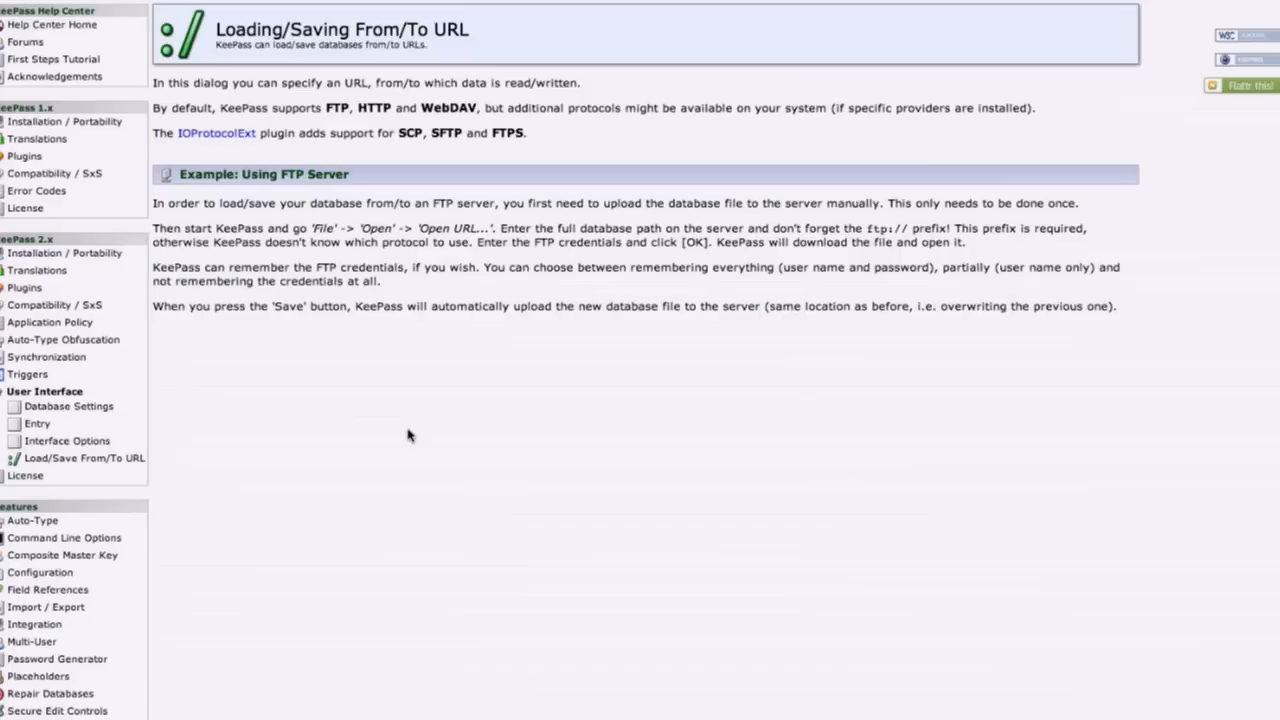 eePass Help Center
Help Center Home
Forums
First Steps Tutorial
Acknowledgements
eePass 1.x
Installation / Portability
Translations
Plugins
Compatibility / SxS
Error Codes
License
eePass 2.x
Installation / Portability
Translations
Plugins
Compatibility / SxS
Application Policy
Auto-Type Obfuscation
Synchronization
Triggers
User Interface
Database Settings
Entry
Interface Options
Load/Save From/To URL
License
eatures
Auto-Type
Command Line Options
Composite Master Key
Configuration
Field References
Import / Export
Integration
Multi-User
Password Generator
Placeholders
Repair Databases
Secure Edit Controls
Loading/Saving From/To URL
KeePass can load/save databases from/to URLs.
In this dialog you can specify an URL, from/to which data is read/written.
By default, KeePass supports FTP, HTTP and WebDAV, but additional protocols might be available on your system (if specific providers are installed).
The IOProtocolExt plugin adds support for SCP, SFTP and FTPS.
Example: Using FTP Server
In order to load/save your database from/to an FTP server, you first need to upload the database file to the server manually. This only needs to be done once.
Then start KeePass and go 'File' -> 'Open' -> 'Open URL...'. Enter the full database path on the server and don't forget the ftp:// prefix! This prefix is required,
otherwise KeePass doesn't know which protocol to use. Enter the FTP credentials and click [OK]. KeePass will download the file and open it.
KeePass can remember the FTP credentials, if you wish. You can choose between remembering everything (user name and password), partially (user name only) and
not remembering the credentials at all.
When you press the 'Save' button, KeePass will automatically upload the new database file to the server (same location as before, i.e. overwriting the previous one).
W3C
Flattr this!